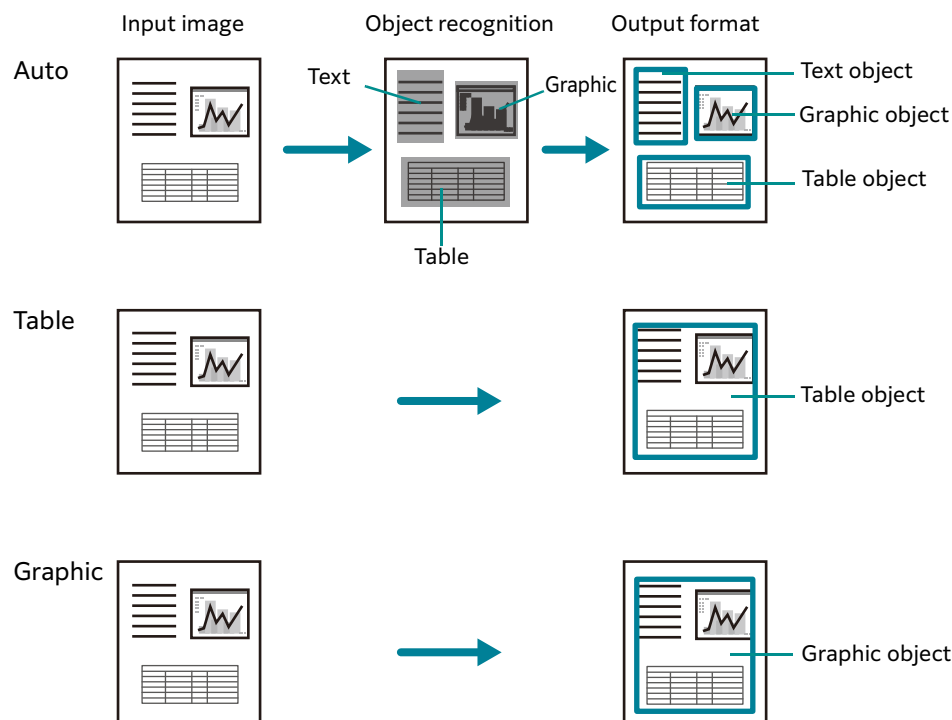 Input image
Object recognition
Output format
Auto
Text
Graphic
Table
Text object
Graphic object
Table object
Table
Table object
Graphic
Graphic object